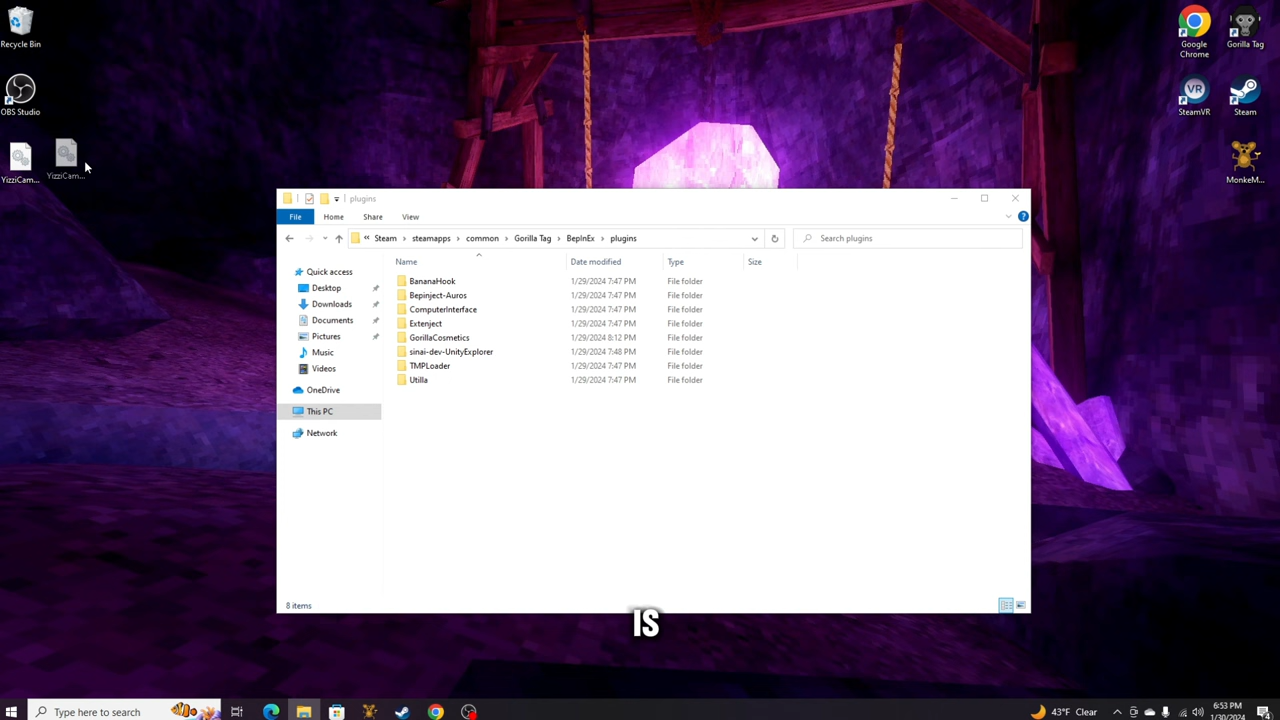 Recycle Bin
OBS Studio
YizziCam...
YizziCam...
Google Chrome
Gorilla Tag
SteamVR
Steam
MonkeM...
plugins
File Home Share View
« Steam > steamapps > common > Gorilla Tag > BepInEx > plugins
Search plugins
Name Date modified Type Size
Quick access
Desktop
Downloads
Documents
Pictures
Music
Videos
OneDrive
This PC
Network
BananaHook 1/29/2024 7:47 PM File folder
Bepinject-Auros 1/29/2024 7:47 PM File folder
ComputerInterface 1/29/2024 7:47 PM File folder
Extenject 1/29/2024 7:47 PM File folder
GorillaCosmetics 1/29/2024 8:12 PM File folder
sinai-dev-UnityExplorer 1/29/2024 7:48 PM File folder
TMPLoader 1/29/2024 7:47 PM File folder
Utilla 1/29/2024 7:47 PM File folder
8 items
IS
Type here to search
43°F Clear
6:53 PM
1/30/2024